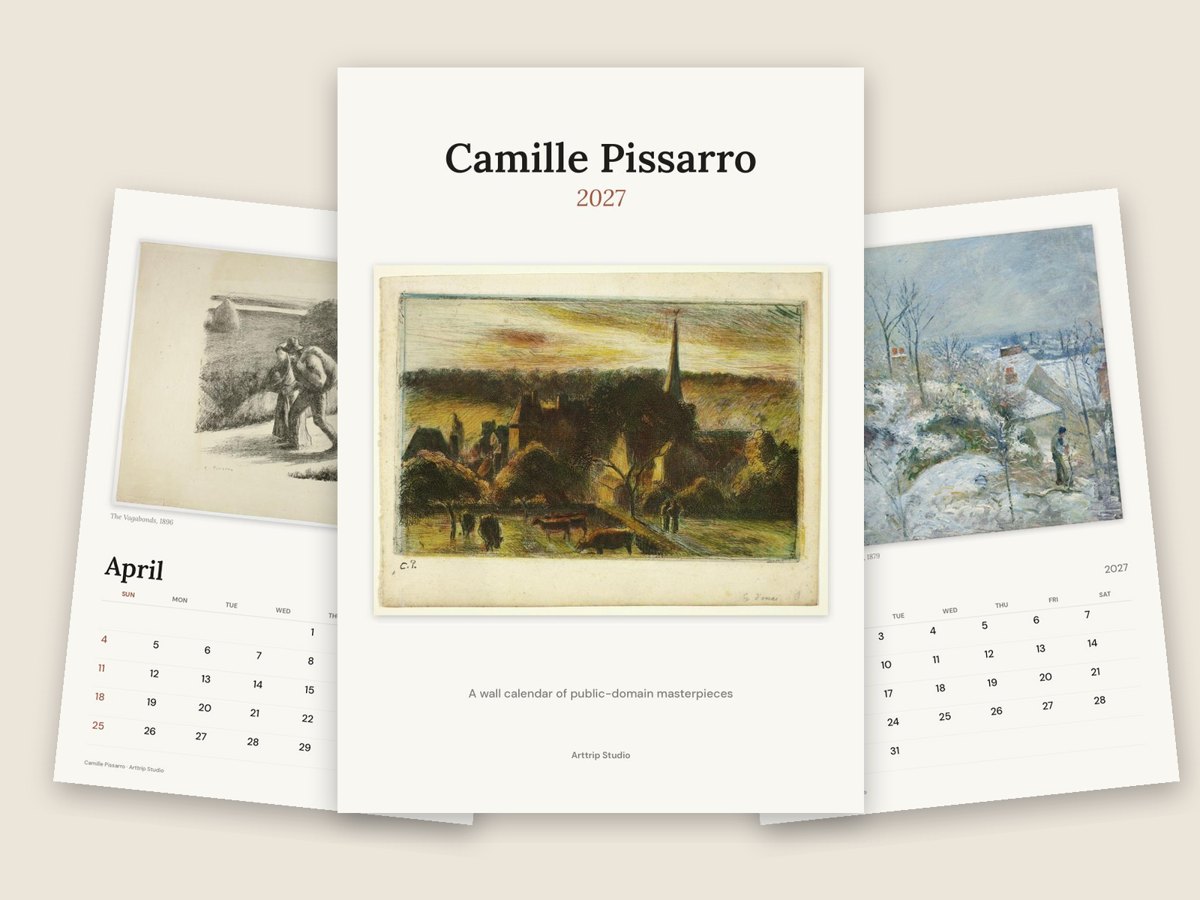 Camille Pissarro
2027
C.P.
A wall calendar of public-domain masterpieces
Arttrip Studio
The Vagabonds, 1896
April
SUN MON TUE WED
1
4 5 6 7 8
11 12 13 14 15
18 19 20 21 22
25 26 27 28 29
Camille Pissarro · Arttrip Studio
, 1879
2027
TUE WED THU FRI SAT
3 4 5 6 7
10 11 12 13 14
17 18 19 20 21
24 25 26 27 28
31